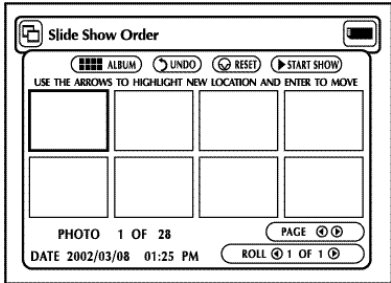 Slide Show Order
ALBUM UNDO RESET START SHOW
USE THE ARROWS TO HIGHLIGHT NEW LOCATION AND ENTER TO MOVE
PHOTO 1 OF 28 PAGE
DATE 2002/03/08 01:25 PM ROLL 1 OF 1